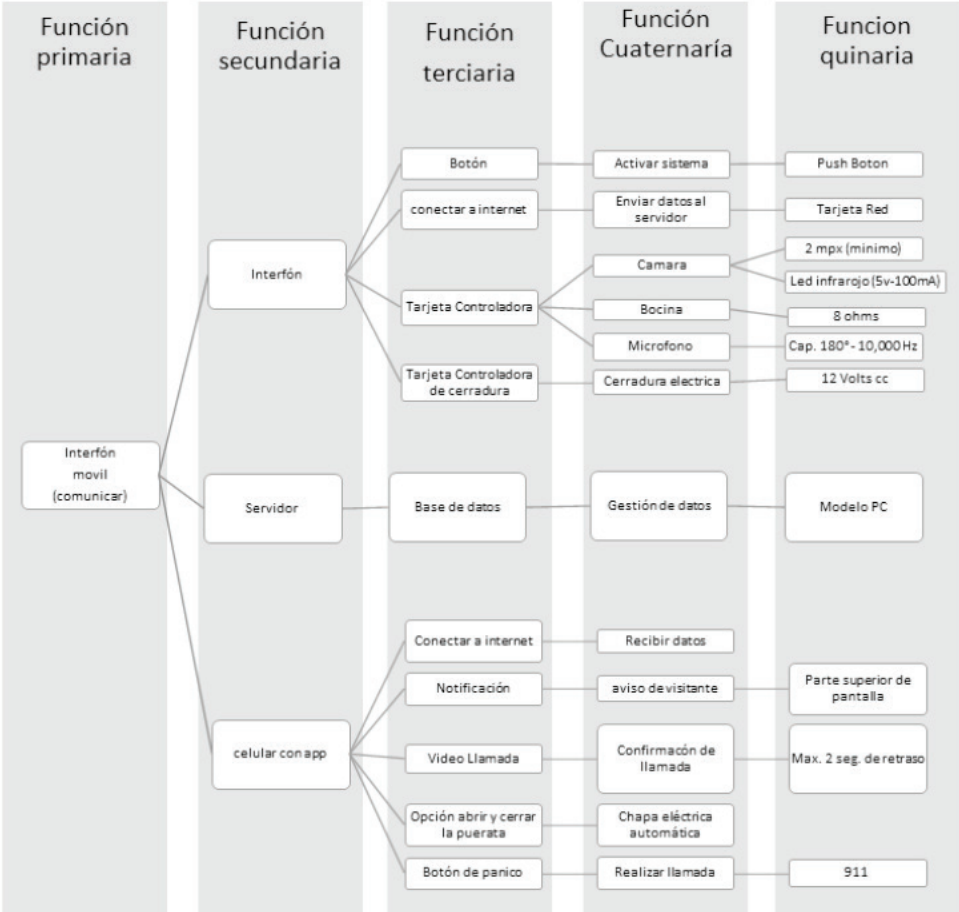 Función
primaria
Función
secundaria
Función
terciaria
Función
Cuaternaría
Funcion
quinaria
Interfón
movil
(comunicar)
Interfón
Botón
Activar sistema
Push Boton
conectar a internet
Enviar datos al
servidor
Tarjeta Red
Tarjeta Controladora
Camara
2 mpx (minimo)
Led infrarojo (5v-100mA)
Bocina
8 ohms
Microfono
Cap. 180° - 10,000 Hz
Tarjeta Controladora
de cerradura
Cerradura electrica
12 Volts cc
Servidor
Base de datos
Gestión de datos
Modelo PC
celular con app
Conectar a internet
Recibir datos
Notificación
aviso de visitante
Parte superior de
pantalla
Video Llamada
Confirmacón de
llamada
Max. 2 seg. de retraso
Opción abrir y cerrar
la puerata
Chapa eléctrica
automática
Botón de panico
Realizar llamada
911